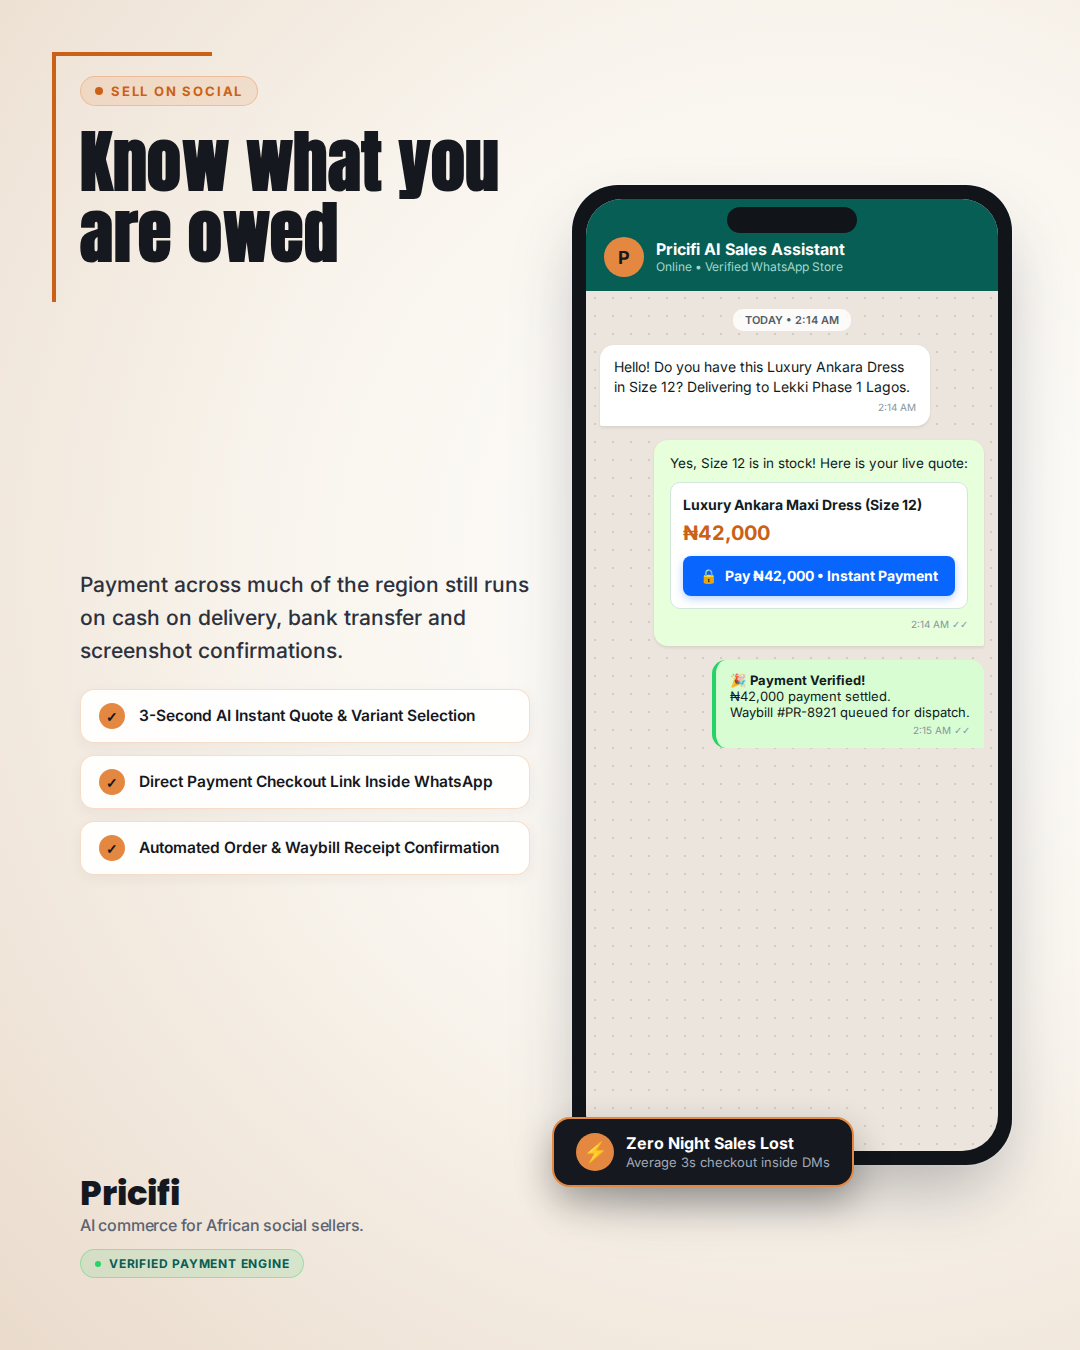 SELL ON SOCIAL
Know what you
are owed
Payment across much of the region still runs
on cash on delivery, bank transfer and
screenshot confirmations.
✓ 3-Second AI Instant Quote & Variant Selection
✓ Direct Payment Checkout Link Inside WhatsApp
✓ Automated Order & Waybill Receipt Confirmation
Pricifi
AI commerce for African social sellers.
VERIFIED PAYMENT ENGINE
P
Pricifi AI Sales Assistant
Online • Verified WhatsApp Store
TODAY • 2:14 AM
Hello! Do you have this Luxury Ankara Dress
in Size 12? Delivering to Lekki Phase 1 Lagos.
2:14 AM
Yes, Size 12 is in stock! Here is your live quote:
Luxury Ankara Maxi Dress (Size 12)
₦42,000
🔒 Pay ₦42,000 • Instant Payment
2:14 AM ✓✓
🎉 Payment Verified!
₦42,000 payment settled.
Waybill #PR-8921 queued for dispatch.
2:15 AM ✓✓
⚡ Zero Night Sales Lost
Average 3s checkout inside DMs